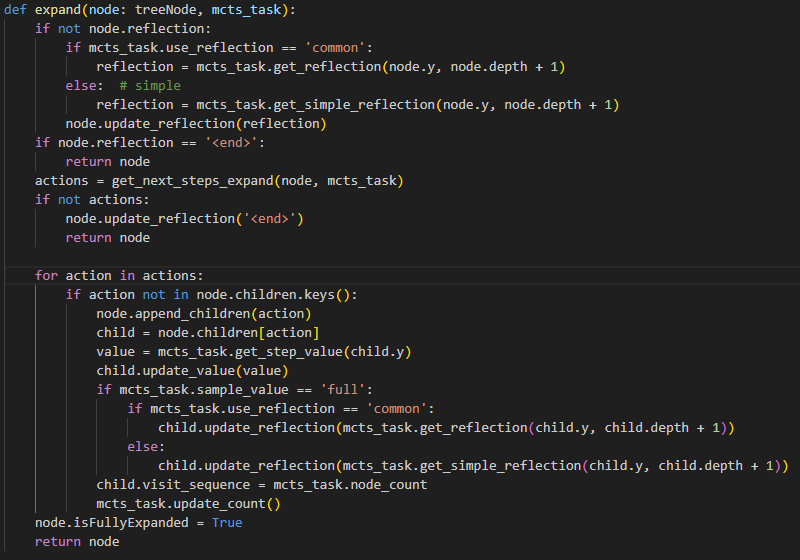 def expand(node: treeNode, mcts_task):
    if not node.reflection:
        if mcts_task.use_reflection == 'common':
            reflection = mcts_task.get_reflection(node.y, node.depth + 1)
        else:  # simple
            reflection = mcts_task.get_simple_reflection(node.y, node.depth + 1)
        node.update_reflection(reflection)
    if node.reflection == '<end>':
        return node
    actions = get_next_steps_expand(node, mcts_task)
    if not actions:
        node.update_reflection('<end>')
        return node

    for action in actions:
        if action not in node.children.keys():
            node.append_children(action)
            child = node.children[action]
            value = mcts_task.get_step_value(child.y)
            child.update_value(value)
            if mcts_task.sample_value == 'full':
                if mcts_task.use_reflection == 'common':
                    child.update_reflection(mcts_task.get_reflection(child.y, child.depth + 1))
                else:
                    child.update_reflection(mcts_task.get_simple_reflection(child.y, child.depth + 1))
            child.visit_sequence = mcts_task.node_count
            mcts_task.update_count()
    node.isFullyExpanded = True
    return node